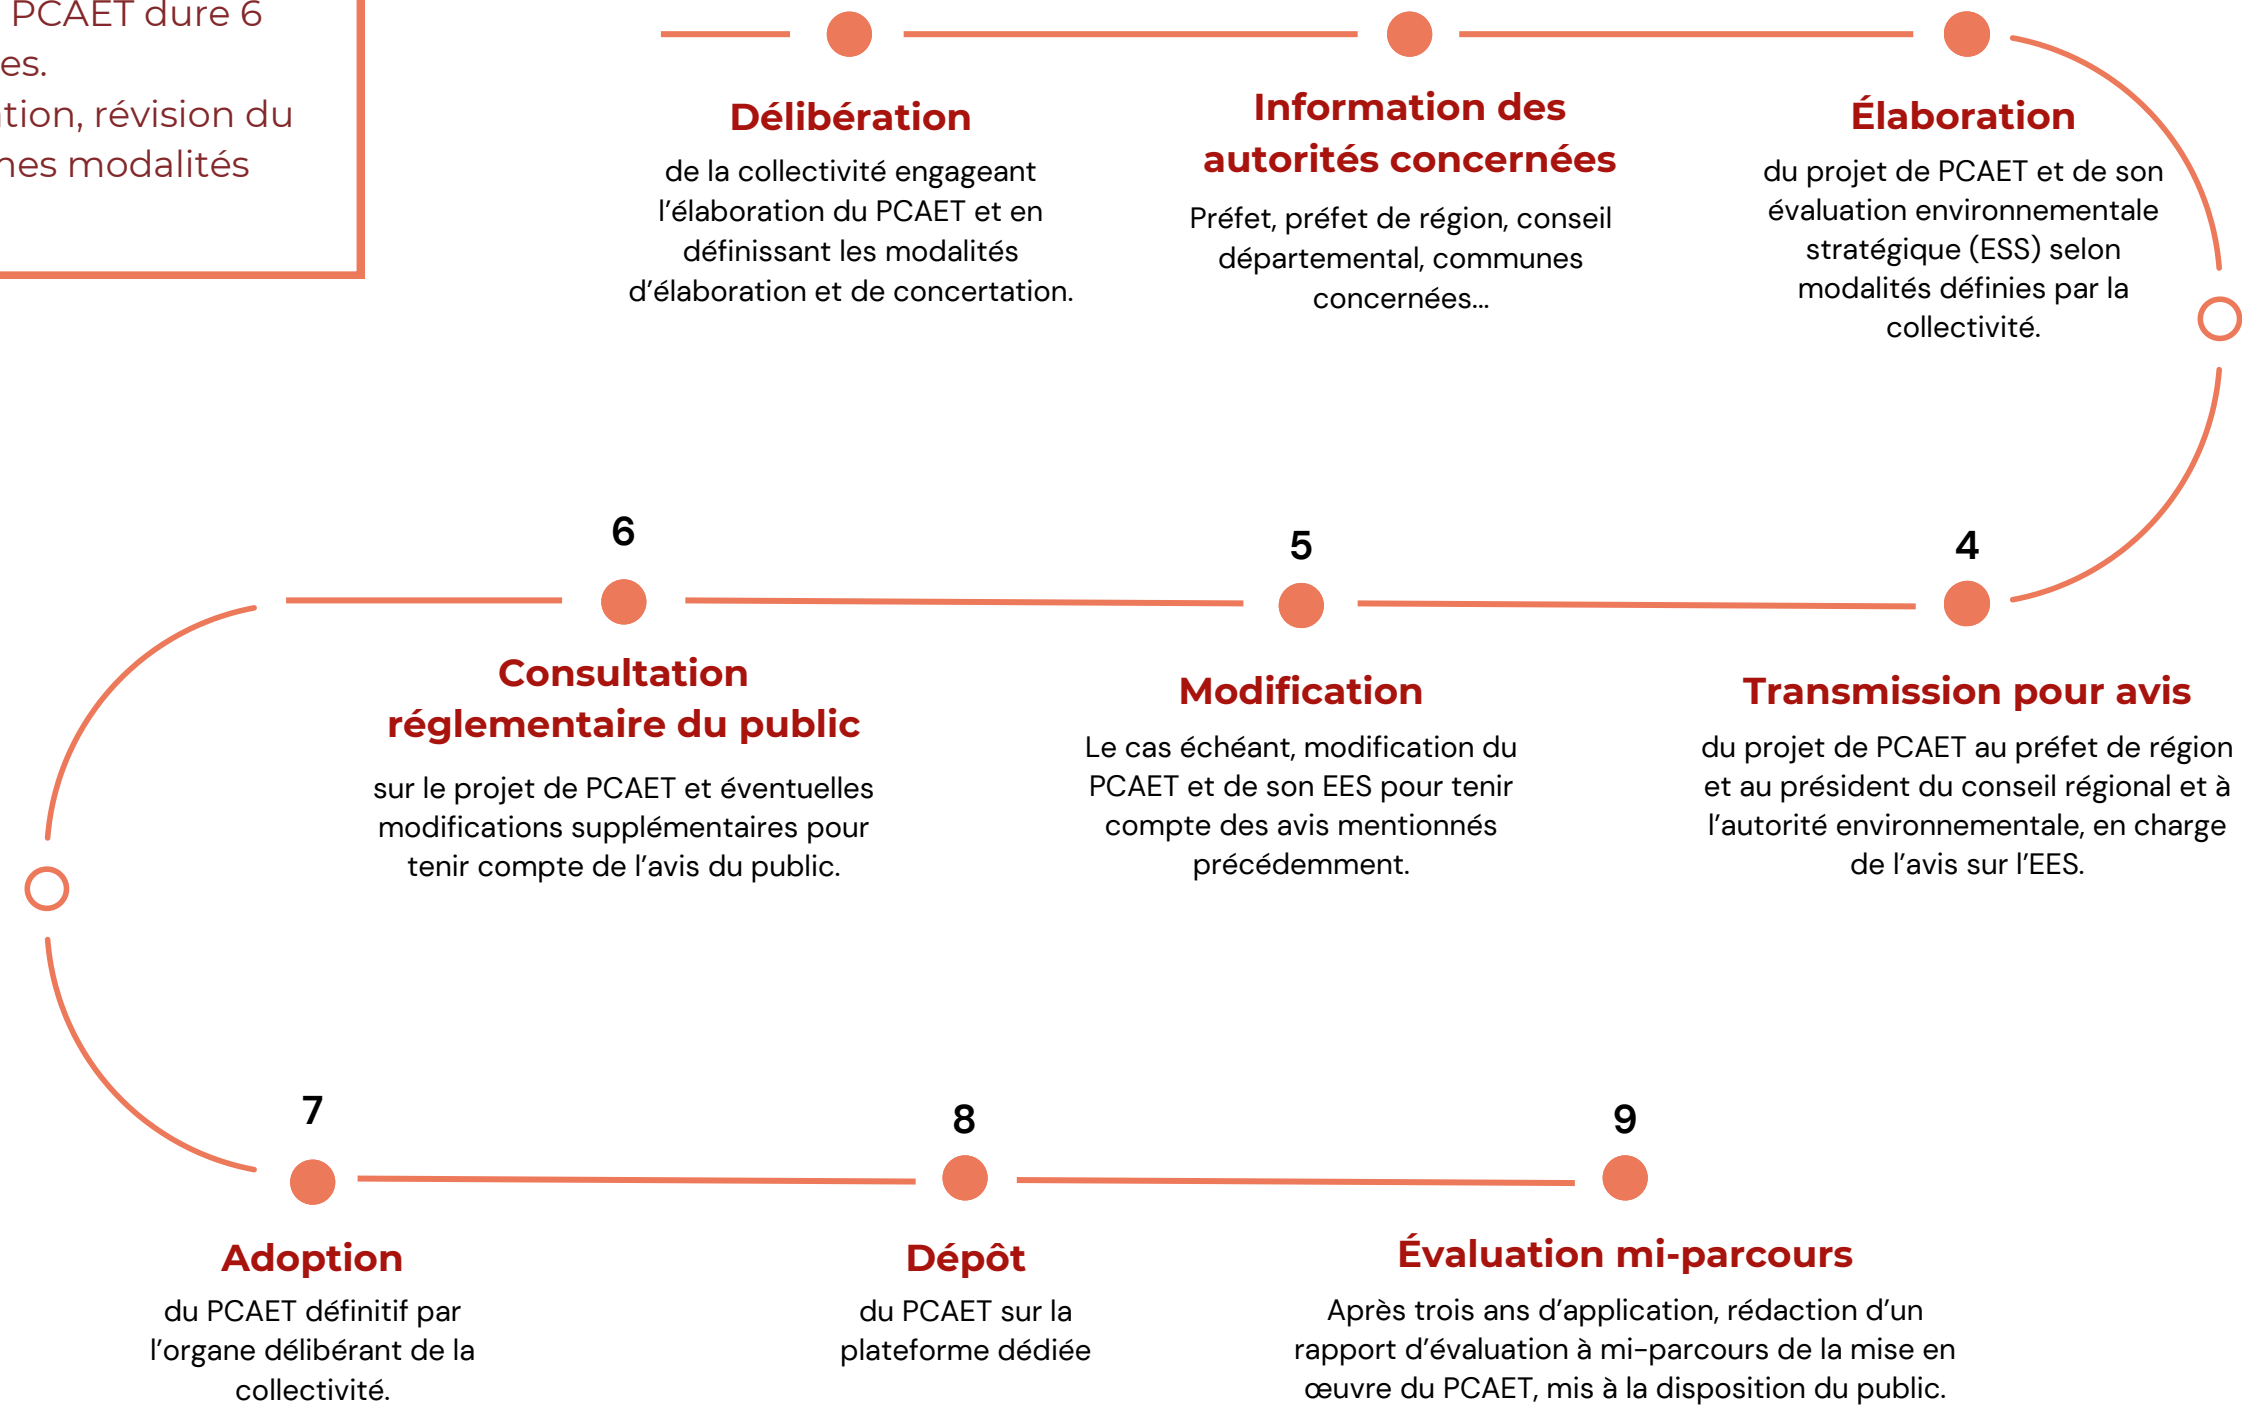 PCAET dure 6
es.
tion, révision du
nes modalités
Délibération
de la collectivité engageant
l'élaboration du PCAET et en
définissant les modalités
d'élaboration et de concertation.
Information des
autorités concernées
Préfet, préfet de région, conseil
départemental, communes
concernées...
Élaboration
du projet de PCAET et de son
évaluation environnementale
stratégique (ESS) selon
modalités définies par la
collectivité.
4
Transmission pour avis
du projet de PCAET au préfet de région
et au président du conseil régional et à
l'autorité environnementale, en charge
de l'avis sur l'EES.
5
Modification
Le cas échéant, modification du
PCAET et de son EES pour tenir
compte des avis mentionnés
précédemment.
6
Consultation
réglementaire du public
sur le projet de PCAET et éventuelles
modifications supplémentaires pour
tenir compte de l'avis du public.
7
Adoption
du PCAET définitif par
l'organe délibérant de la
collectivité.
8
Dépôt
du PCAET sur la
plateforme dédiée
9
Évaluation mi-parcours
Après trois ans d'application, rédaction d'un
rapport d'évaluation à mi-parcours de la mise en
œuvre du PCAET, mis à la disposition du public.